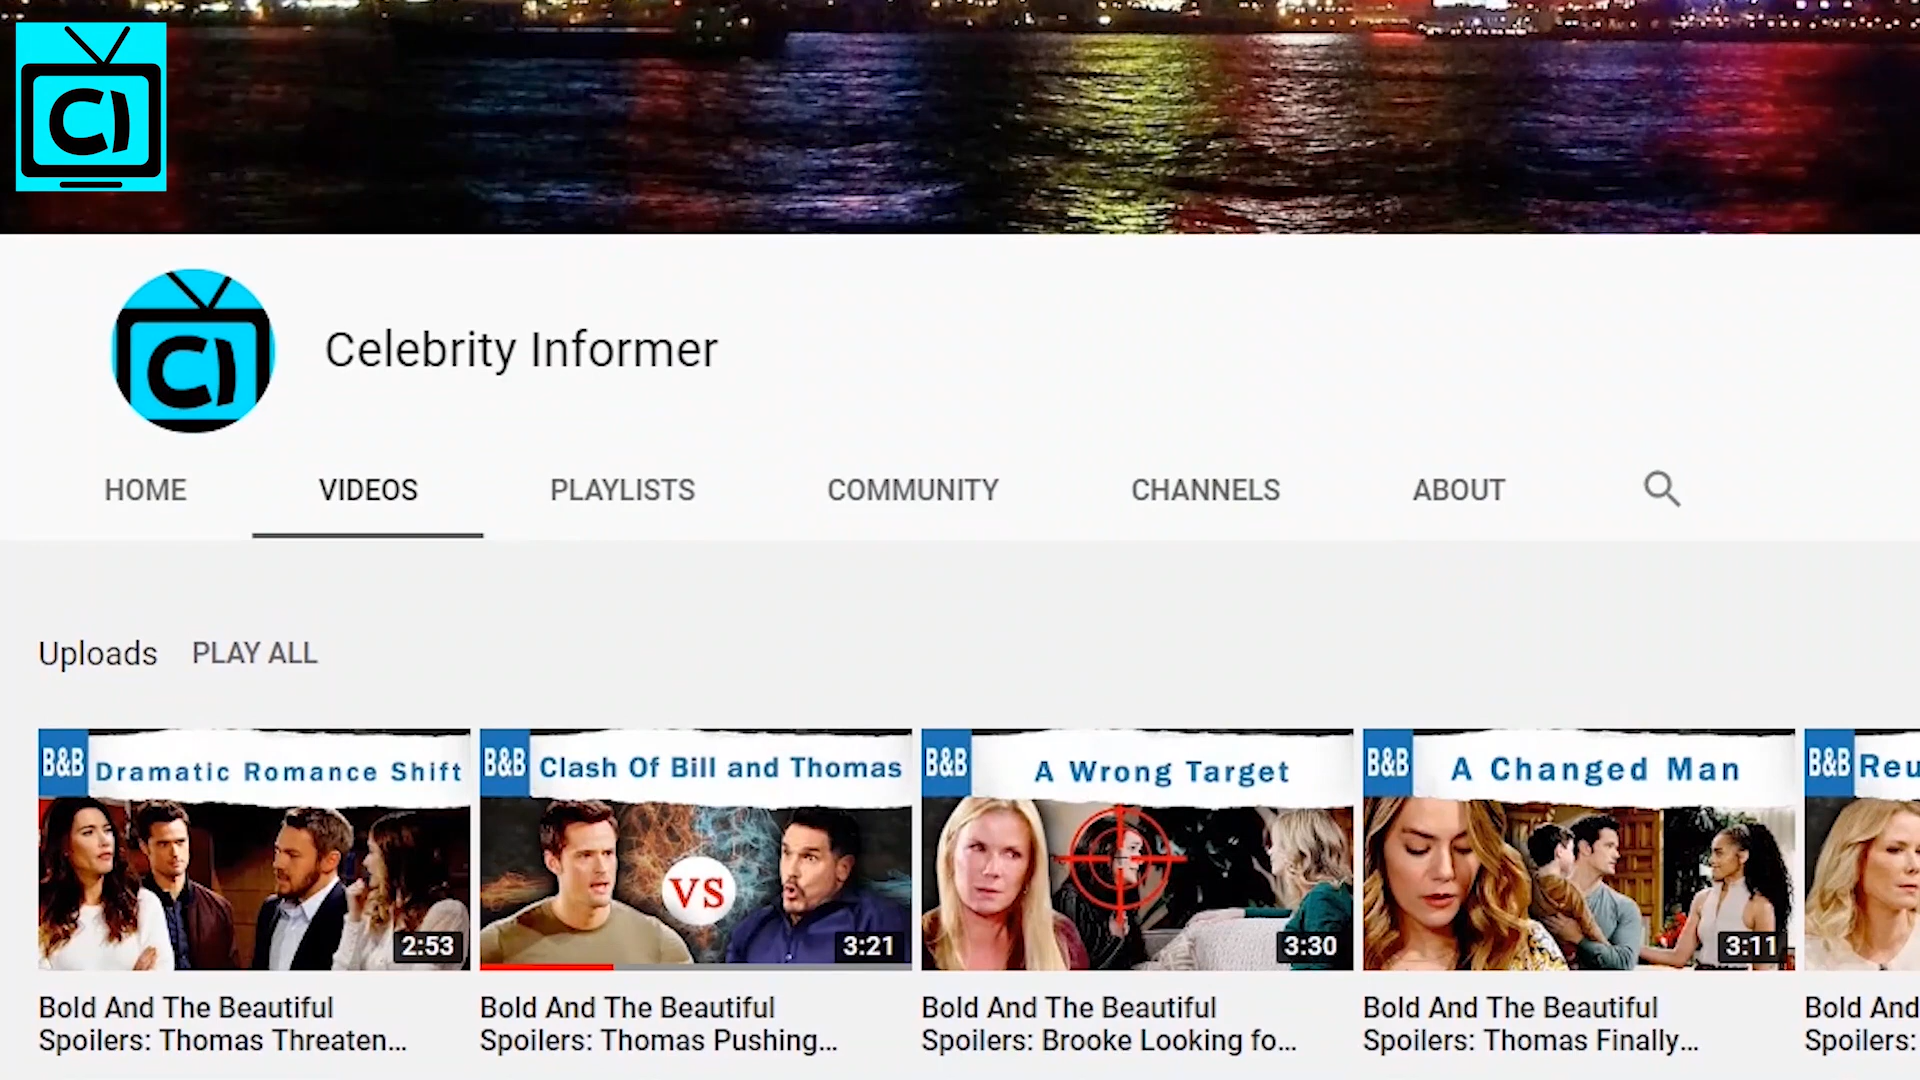 CI
CI
Celebrity Informer
HOME VIDEOS PLAYLISTS COMMUNITY CHANNELS ABOUT
Uploads PLAY ALL
B&B Dramatic Romance Shift
2:53
B&B Clash Of Bill and Thomas
VS
3:21
B&B A Wrong Target
3:30
B&B A Changed Man
3:11
B&B Reu
Bold And The Beautiful
Spoilers: Thomas Threaten...
Bold And The Beautiful
Spoilers: Thomas Pushing...
Bold And The Beautiful
Spoilers: Brooke Looking fo...
Bold And The Beautiful
Spoilers: Thomas Finally...
Bold And
Spoilers: